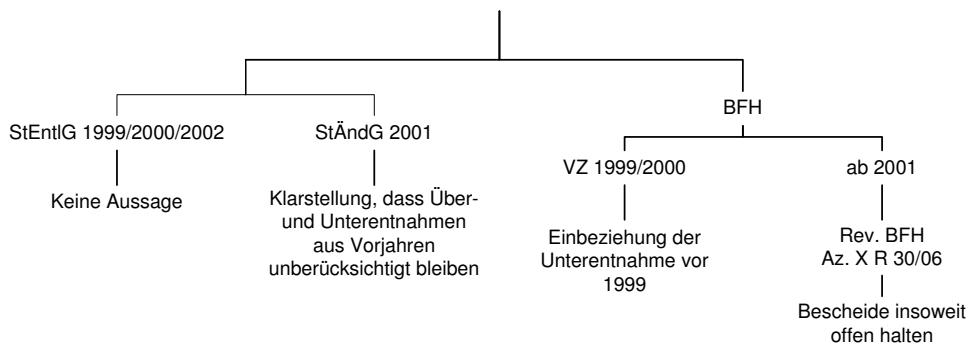 BFH
StEntlG 1999/2000/2002
StÄndG 2001
VZ 1999/2000
ab 2001
Keine Aussage
Klarstellung, dass Über-
und Unterentnahmen
aus Vorjahren
unberücksichtigt bleiben
Einbeziehung der
Unterentnahme vor
1999
Rev. BFH
Az. X R 30/06
Bescheide insoweit
offen halten